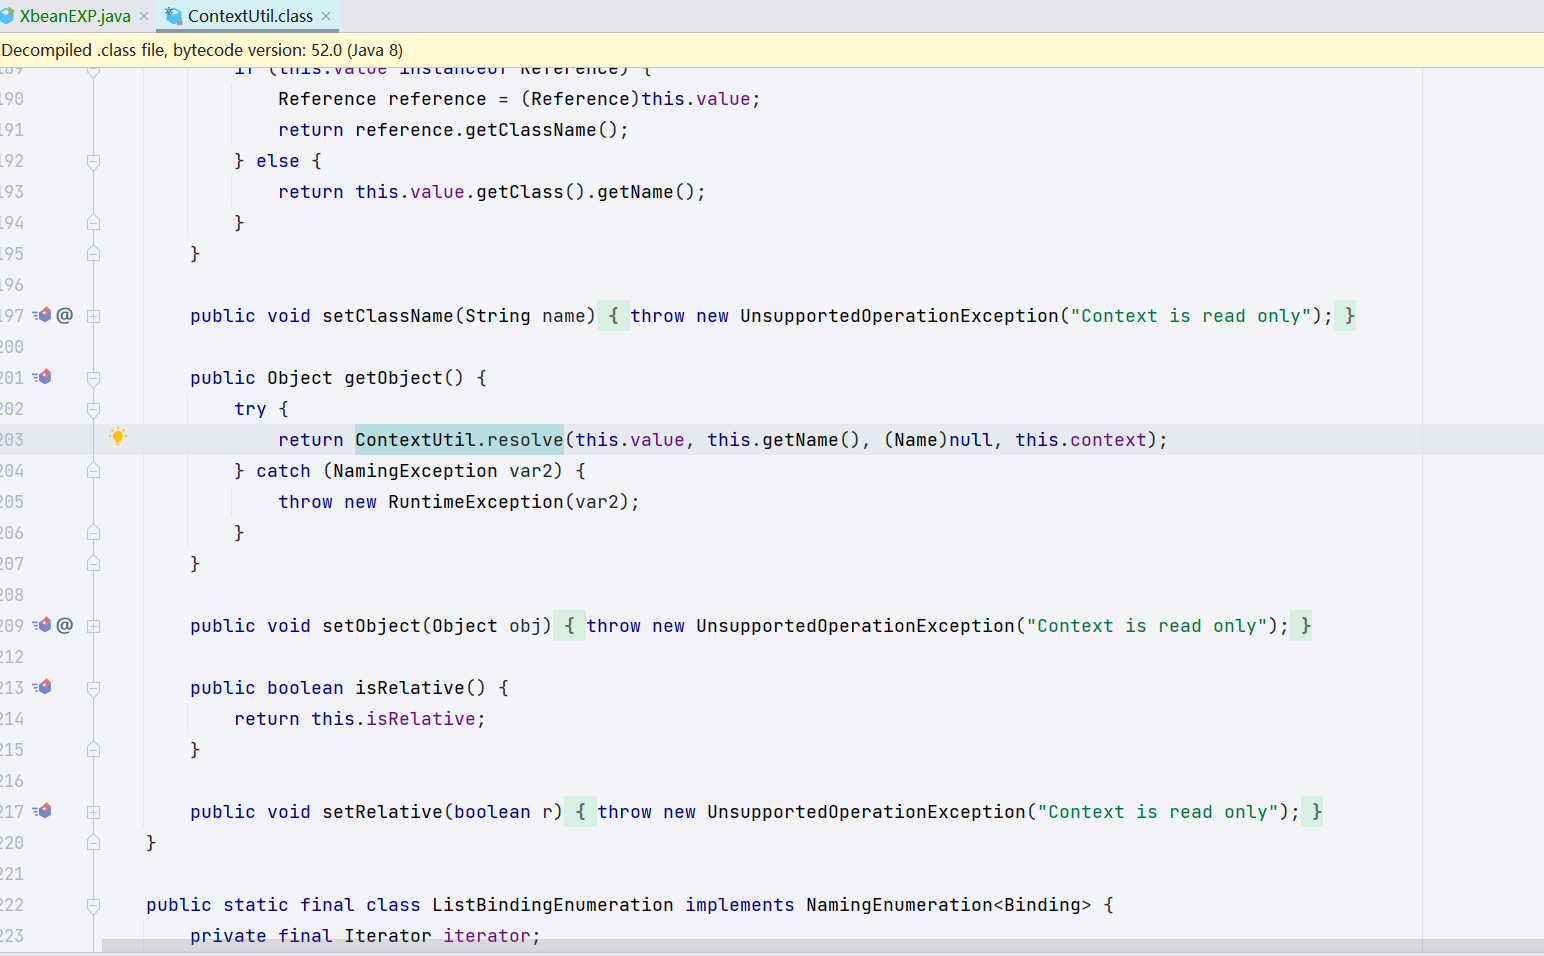 XbeanEXP.java × ContextUtil.class ×
Decompiled .class file, bytecode version: 52.0 (Java 8)
189 if (this.value instanceof Reference) {
190 Reference reference = (Reference)this.value;
191 return reference.getClassName();
192 } else {
193 return this.value.getClass().getName();
194 }
195 }
196
197 @ public void setClassName(String name) { throw new UnsupportedOperationException("Context is read only"); }
200
201 public Object getObject() {
202 try {
203 return ContextUtil.resolve(this.value, this.getName(), (Name)null, this.context);
204 } catch (NamingException var2) {
205 throw new RuntimeException(var2);
206 }
207 }
208
209 @ public void setObject(Object obj) { throw new UnsupportedOperationException("Context is read only"); }
212
213 public boolean isRelative() {
214 return this.isRelative;
215 }
216
217 public void setRelative(boolean r) { throw new UnsupportedOperationException("Context is read only"); }
220 }
221
222 public static final class ListBindingEnumeration implements NamingEnumeration<Binding> {
223 private final Iterator iterator;